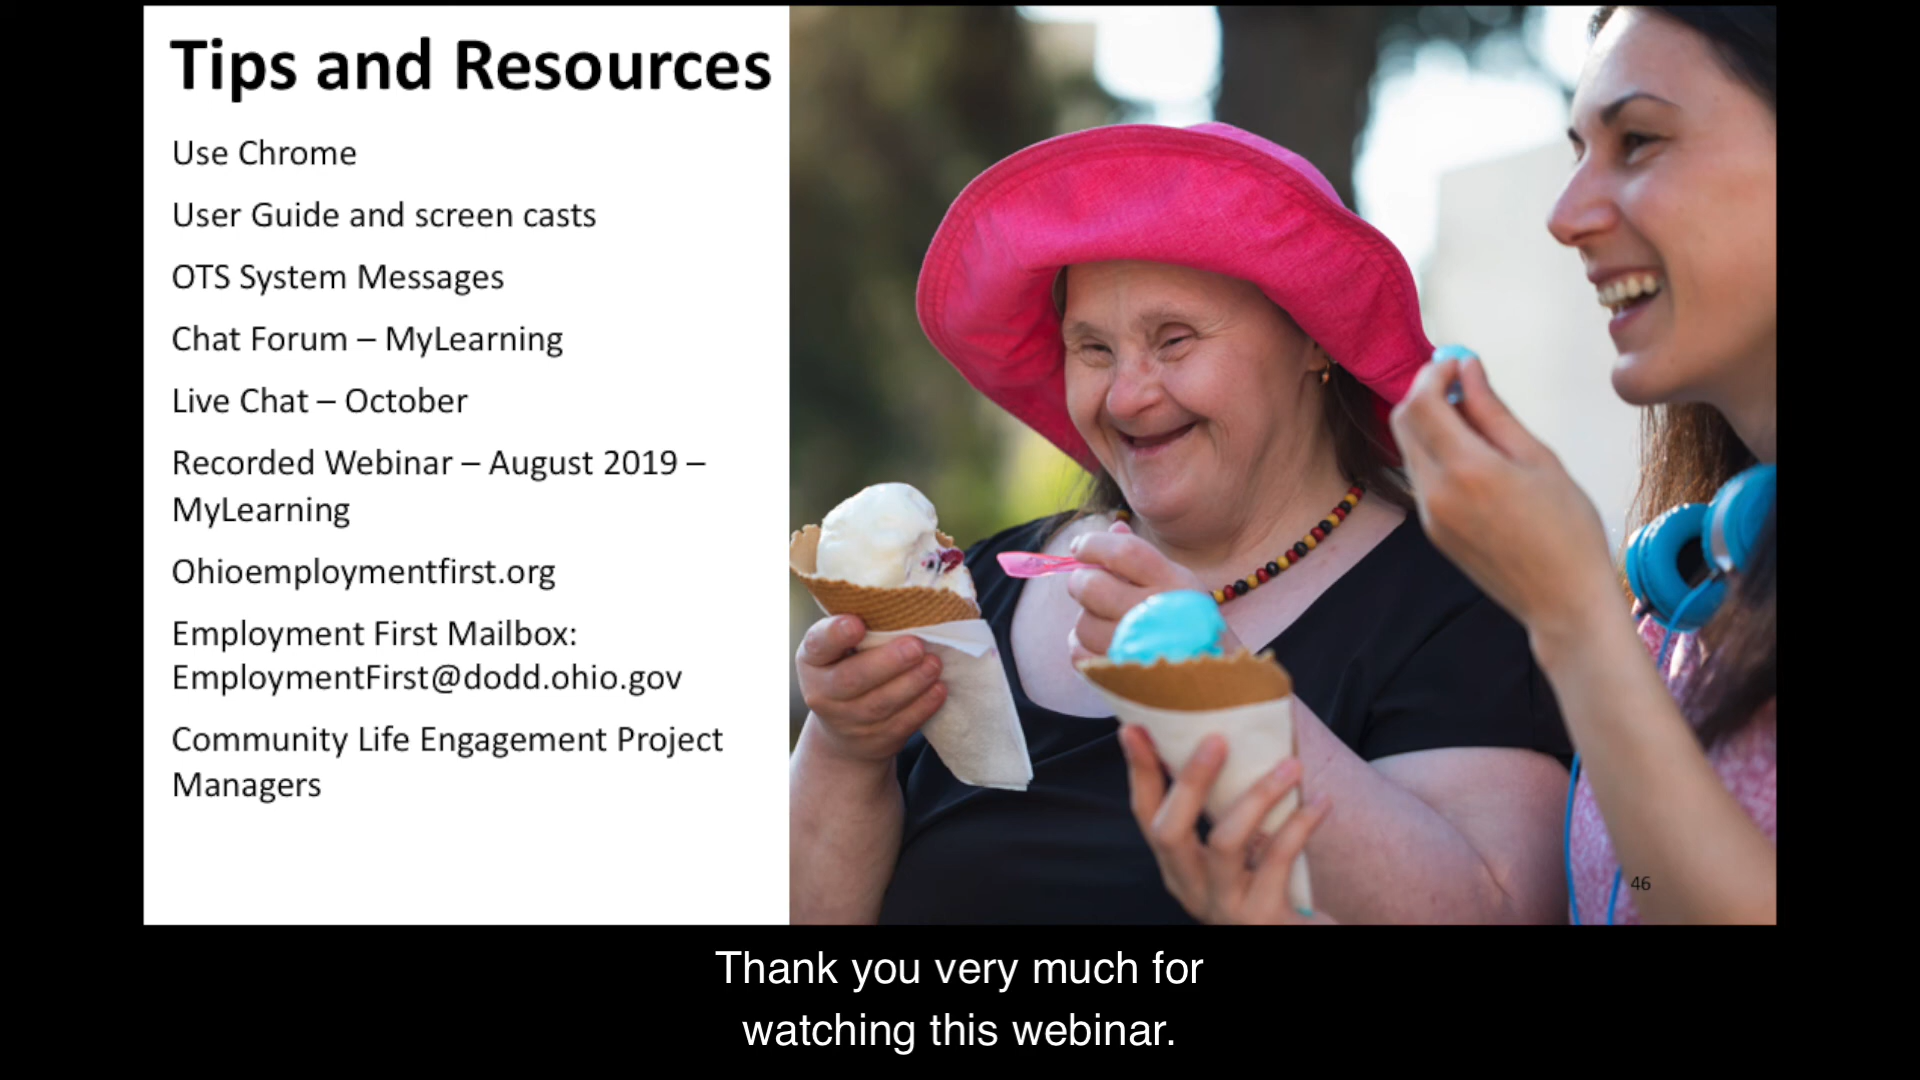 Tips and Resources
Use Chrome
User Guide and screen casts
OTS System Messages
Chat Forum – MyLearning
Live Chat – October
Recorded Webinar – August 2019 –
MyLearning
Ohioemploymentfirst.org
Employment First Mailbox:
EmploymentFirst@dodd.ohio.gov
Community Life Engagement Project
Managers
46
Thank you very much for
watching this webinar.